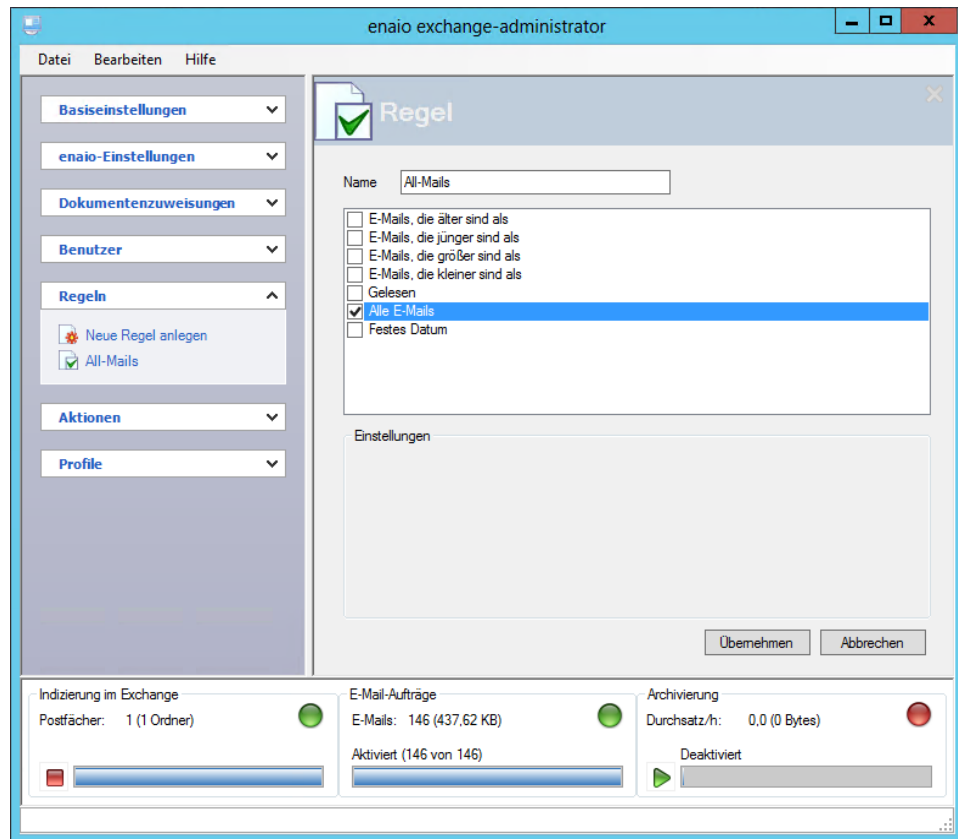 enaio exchange-administrator
Datei Bearbeiten Hilfe
Basiseinstellungen
enaio-Einstellungen
Dokumentenzuweisungen
Benutzer
Regeln
Neue Regel anlegen
All-Mails
Aktionen
Profile
Regel
Name All-Mails
E-Mails, die älter sind als
E-Mails, die jünger sind als
E-Mails, die größer sind als
E-Mails, die kleiner sind als
Gelesen
Alle E-Mails
Festes Datum
Einstellungen
Übernehmen Abbrechen
Indizierung im Exchange
Postfächer: 1 (1 Ordner)
E-Mail-Aufträge
E-Mails: 146 (437,62 KB)
Aktiviert (146 von 146)
Archivierung
Durchsatz/h: 0,0 (0 Bytes)
Deaktiviert